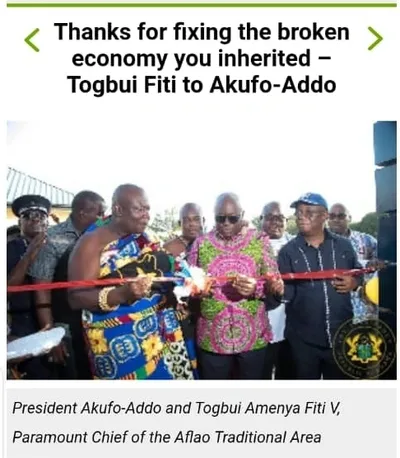 Thanks for fixing the broken
economy you inherited –
Togbui Fiti to Akufo-Addo
President Akufo-Addo and Togbui Amenya Fiti V,
Paramount Chief of the Aflao Traditional Area